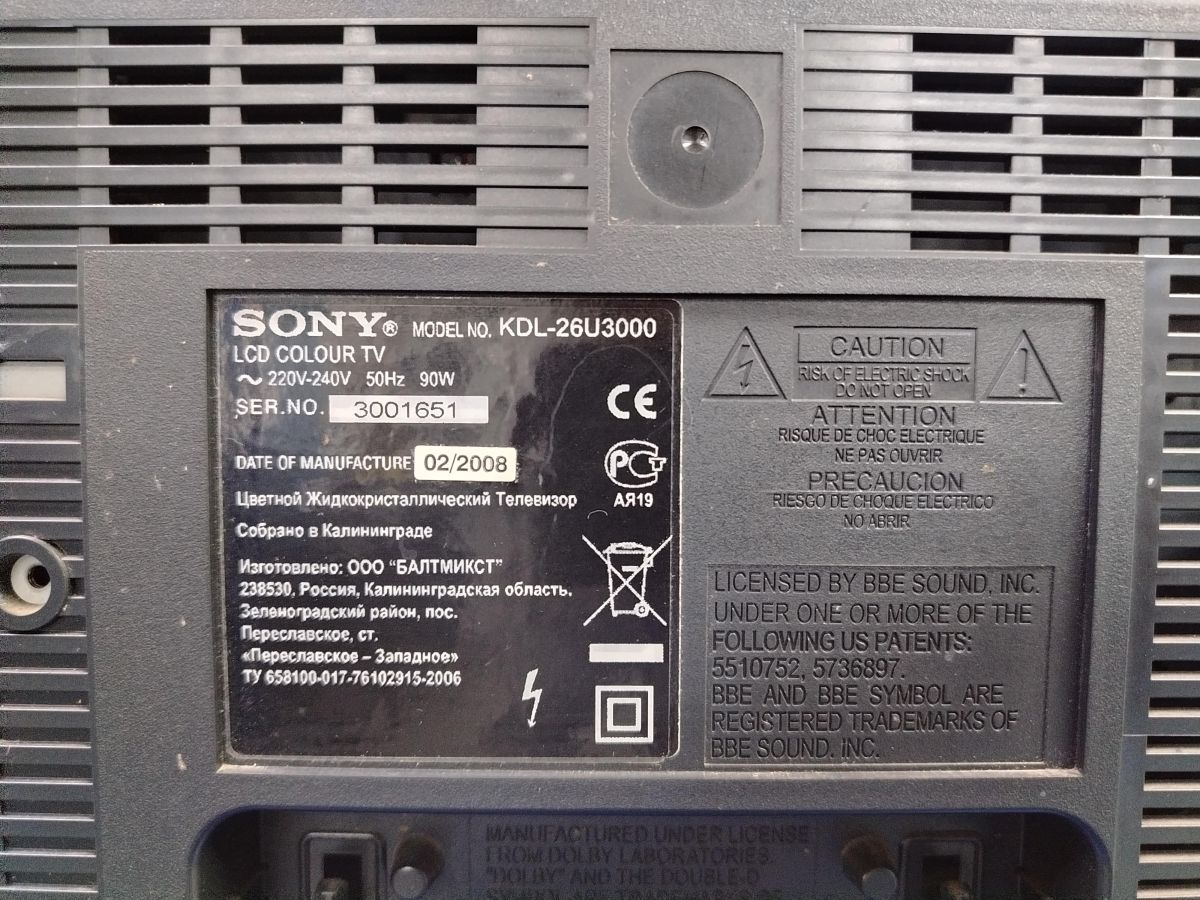 SONY® MODEL NO. KDL-26U3000
LCD COLOUR TV
~ 220V-240V 50Hz 90W
SER.NO. 3001651
CE
DATE OF MANUFACTURE 02/2008
РСТ
АЯ19
Цветной Жидкокристаллический Телевизор
Собрано в Калининграде
Изготовлено: ООО "БАЛТМИКСТ"
238530, Россия, Калининградская область,
Зеленоградский район, пос.
Переславское, ст.
«Переславское – Западное»
ТУ 658100-017-76102915-2006
CAUTION
RISK OF ELECTRIC SHOCK
DO NOT OPEN
ATTENTION
RISQUE DE CHOC ELECTRIQUE
NE PAS OUVRIR
PRECAUCION
RIESGO DE CHOQUE ELECTRICO
NO ABRIR
LICENSED BY BBE SOUND, INC.
UNDER ONE OR MORE OF THE
FOLLOWING US PATENTS:
5510752, 5736897.
BBE AND BBE SYMBOL ARE
REGISTERED TRADEMARKS OF
BBE SOUND, INC.
MANUFACTURED UNDER LICENSE
FROM DOLBY LABORATORIES.
"DOLBY" AND THE DOUBLE-D
SYMBOL ARE TRADEMARKS OF